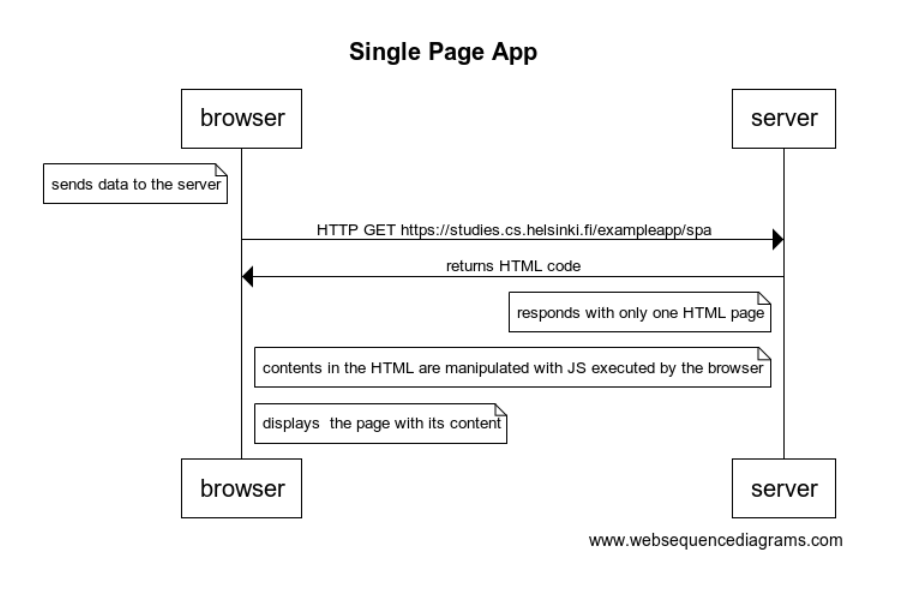 Single Page App
browser
server
sends data to the server
HTTP GET https://studies.cs.helsinki.fi/exampleapp/spa
returns HTML code
responds with only one HTML page
contents in the HTML are manipulated with JS executed by the browser
displays  the page with its content
browser
server
www.websequencediagrams.com